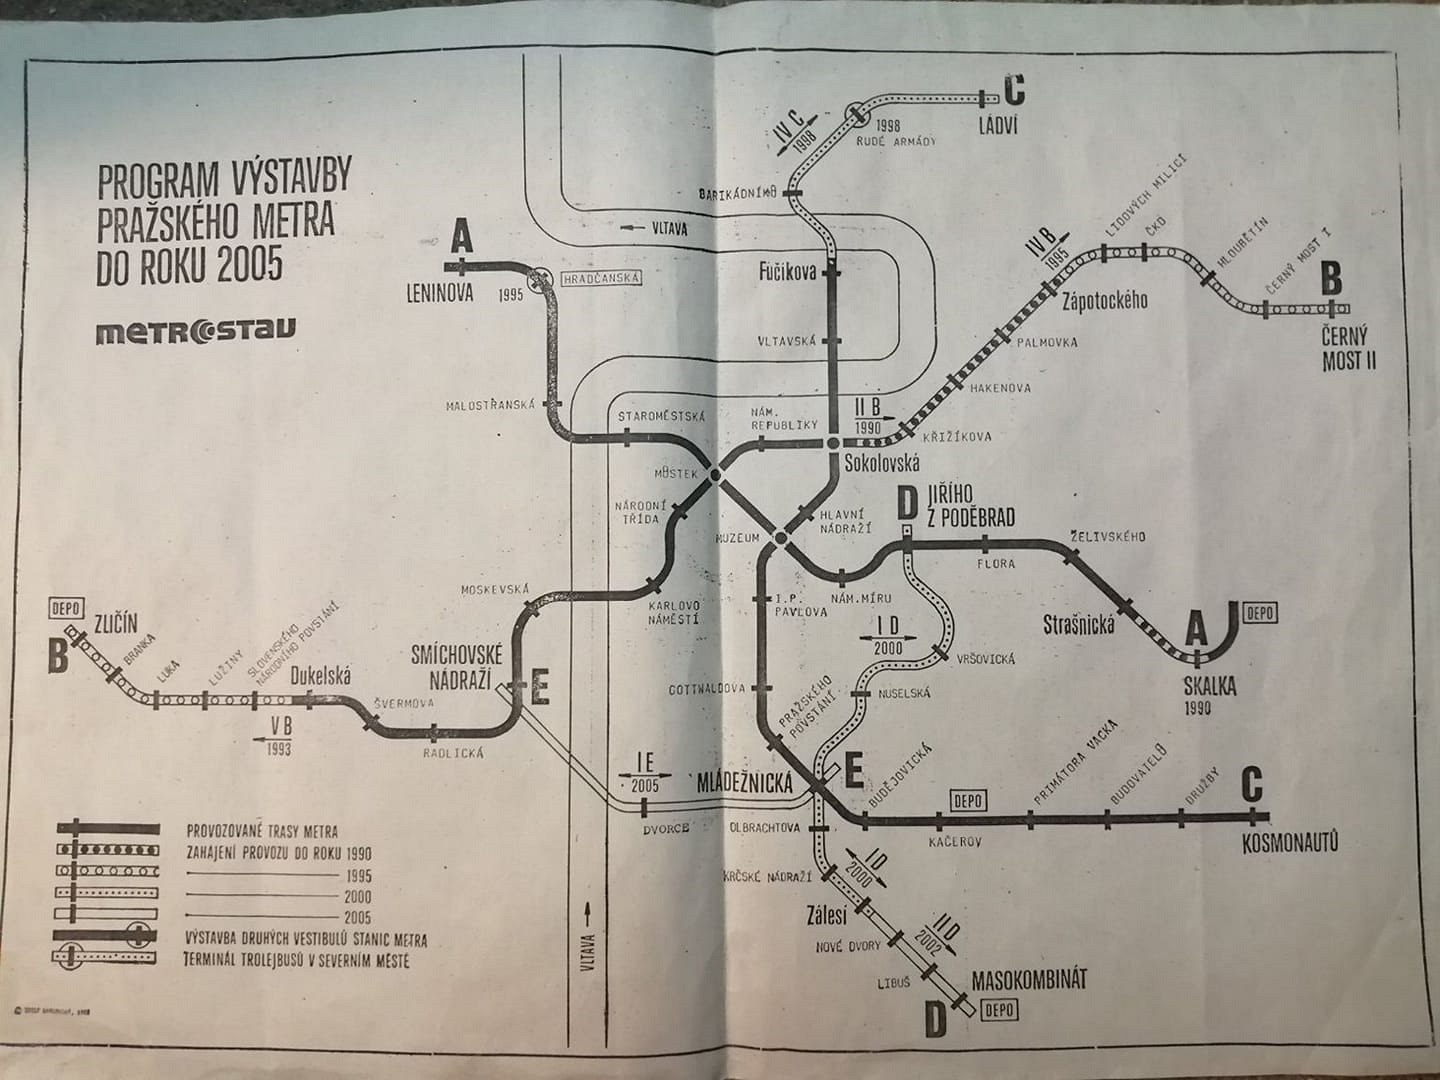 PROGRAM VÝSTAVBY
PRAŽSKÉHO METRA
DO ROKU 2005
METROSTAV
A
LENINOVA
1995
HRADČANSKÁ
MALOSTRANSKÁ
STAROMĚSTSKÁ
MŮSTEK
MUZEUM
NÁM. MÍRU
D
JIŘÍHO
Z PODĚBRAD
FLORA
ŽELIVSKÉHO
Strašnická
A
DEPO
SKALKA
1990
VLTAVA
C
LÁDVÍ
IV C
1998
1998
RUDÉ ARMÁDY
BARIKÁDNÍKŮ
Fučíkova
VLTAVSKÁ
Sokolovská
HLAVNÍ
NÁDRAŽÍ
I.P.
PAVLOVA
GOTTWALDOVA
PRAŽSKÉHO
POVSTÁNÍ
MLÁDEŽNICKÁ
E
BUDĚJOVICKÁ
DEPO
KAČEROV
PRIMÁTORA VACKA
BUDOVATELŮ
DRUŽBY
C
KOSMONAUTŮ
IV B
1995
LIDOVÝCH MILICÍ
ČKD
HLOUBĚTÍN
ČERNÝ MOST I
B
ČERNÝ
MOST II
Zápotockého
PALMOVKA
HAKENOVA
II B
1990
KŘIŽÍKOVA
NÁM.
REPUBLIKY
NÁRODNÍ
TŘÍDA
KARLOVO
NÁMĚSTÍ
MOSKEVSKÁ
SMÍCHOVSKÉ
NÁDRAŽÍ
E
RADLICKÁ
ŠVERMOVA
Dukelská
SLOVENSKÉHO
NÁRODNÍHO POVSTÁNÍ
LUŽINY
LUKA
BRANKA
ZLIČÍN
DEPO
B
V B
1993
I E
2005
DVORCE
I D
2000
VRŠOVICKÁ
NUSELSKÁ
OLBRACHTOVA
KRČSKÉ NÁDRAŽÍ
I D
2000
Zálesí
NOVÉ DVORY
II D
2002
LIBUŠ
MASOKOMBINÁT
DEPO
D
VLTAVA
PROVOZOVANÉ TRASY METRA
ZAHÁJENÍ PROVOZU DO ROKU 1990
1995
2000
2005
VÝSTAVBA DRUHÝCH VESTIBULŮ STANIC METRA
TERMINÁL TROLEJBUSŮ V SEVERNÍM MĚSTĚ